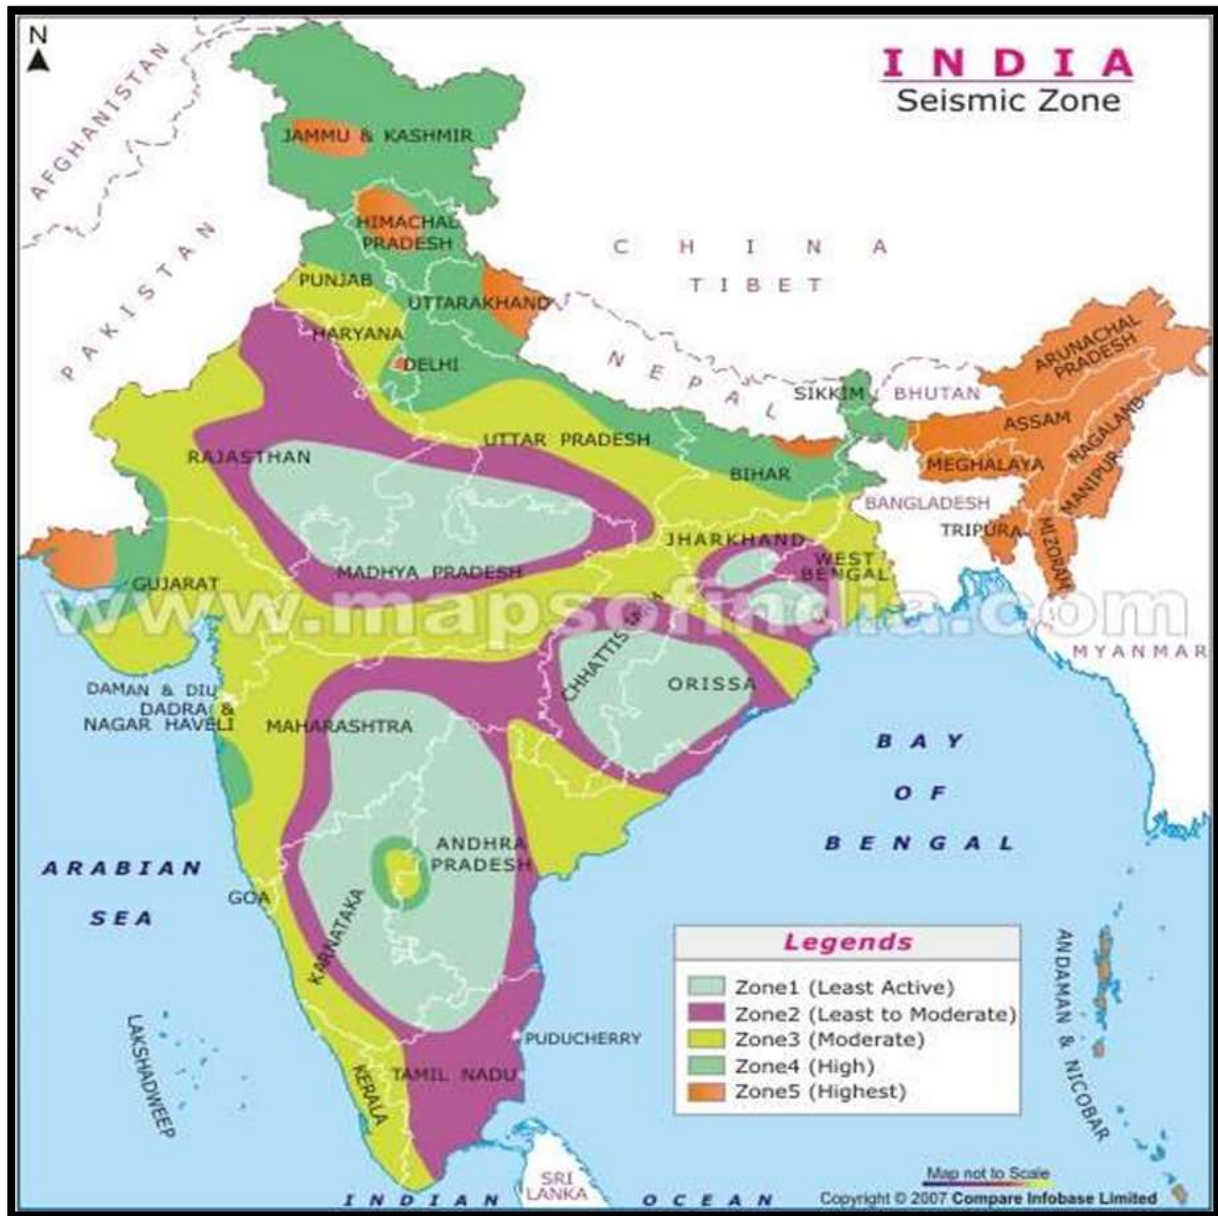 N
INDIA
Seismic Zone
AFGHANISTAN
JAMMU & KASHMIR
PAKISTAN
HIMACHAL
PRADESH
CHINA
TIBET
PUNJAB
UTTARAKHAND
HARYANA
DELHI
NEPAL
SIKKIM
BHUTAN
ARUNACHAL
PRADESH
ASSAM
NAGALAND
MEGHALAYA
MANIPUR
RAJASTHAN
UTTAR PRADESH
BIHAR
BANGLADESH
TRIPURA
MIZORAM
JHARKHAND
WEST
BENGAL
MADHYA PRADESH
GUJARAT
www.mapsofindia.com
MYANMAR
CHHATTIS
ORISSA
DAMAN & DIU
DADRA &
NAGAR HAVELI
MAHARASHTRA
BAY
OF
BENGAL
ANDHRA
PRADESH
ARABIAN
SEA
GOA
KARNATAKA
Legends
Zone1 (Least Active)
Zone2 (Least to Moderate)
Zone3 (Moderate)
Zone4 (High)
Zone5 (Highest)
ANDAMAN & NICOBAR
LAKSHADWEEP
PUDUCHERRY
KERALA
TAMIL NADU
SRI
LANKA
INDIAN OCEAN
Map not to Scale
Copyright © 2007 Compare Infobase Limited